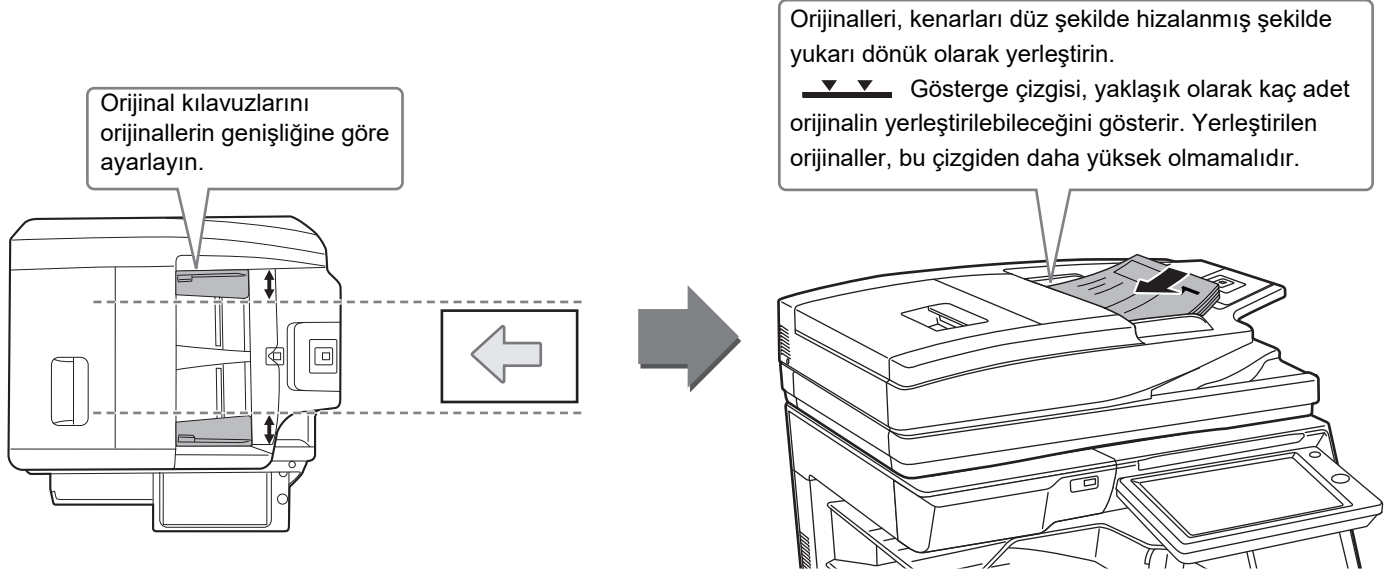 Orijinal kılavuzlarını
orijinallerin genişliğine göre
ayarlayın.
Orijinalleri, kenarları düz şekilde hizalanmış şekilde
yukarı dönük olarak yerleştirin.
Gösterge çizgisi, yaklaşık olarak kaç adet
orijinalin yerleştirilebileceğini gösterir. Yerleştirilen
orijinaller, bu çizgiden daha yüksek olmamalıdır.
1